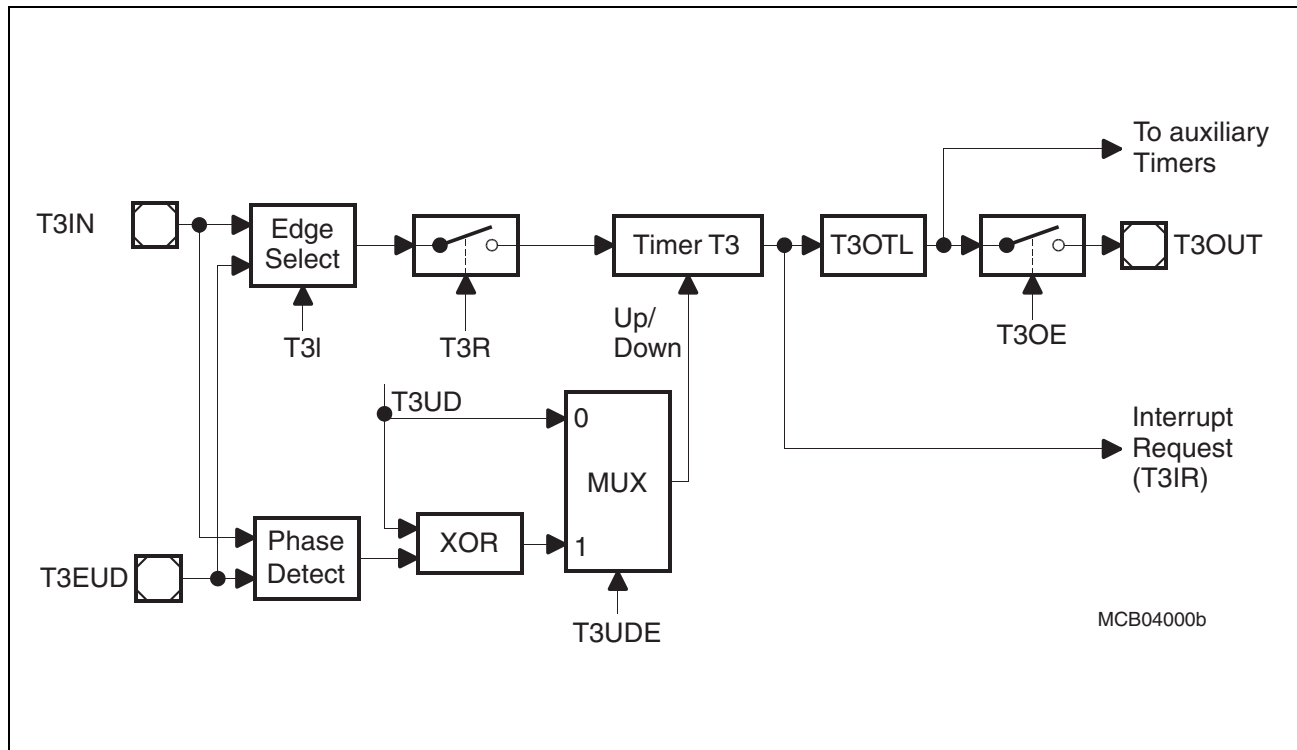 To auxiliary
Timers
T3IN
Edge
Select
Timer T3
T3OTL
T3OUT
T3I
T3R
Up/
Down
T3OE
T3UD
0
MUX
1
Interrupt
Request
(T3IR)
Phase
Detect
XOR
T3EUD
T3UDE
MCB04000b